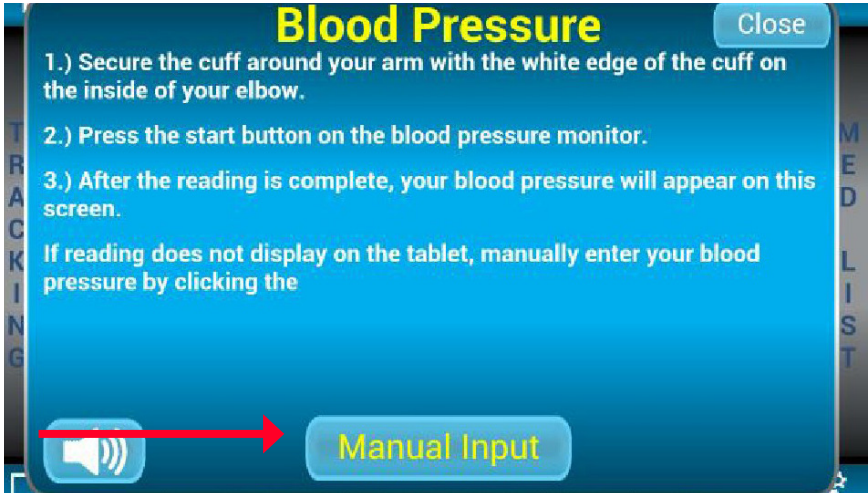 Blood Pressure
Close
1.) Secure the cuff around your arm with the white edge of the cuff on
the inside of your elbow.
2.) Press the start button on the blood pressure monitor.
3.) After the reading is complete, your blood pressure will appear on this
screen.
If reading does not display on the tablet, manually enter your blood
pressure by clicking the
Manual Input
TRACKING
MED LIST